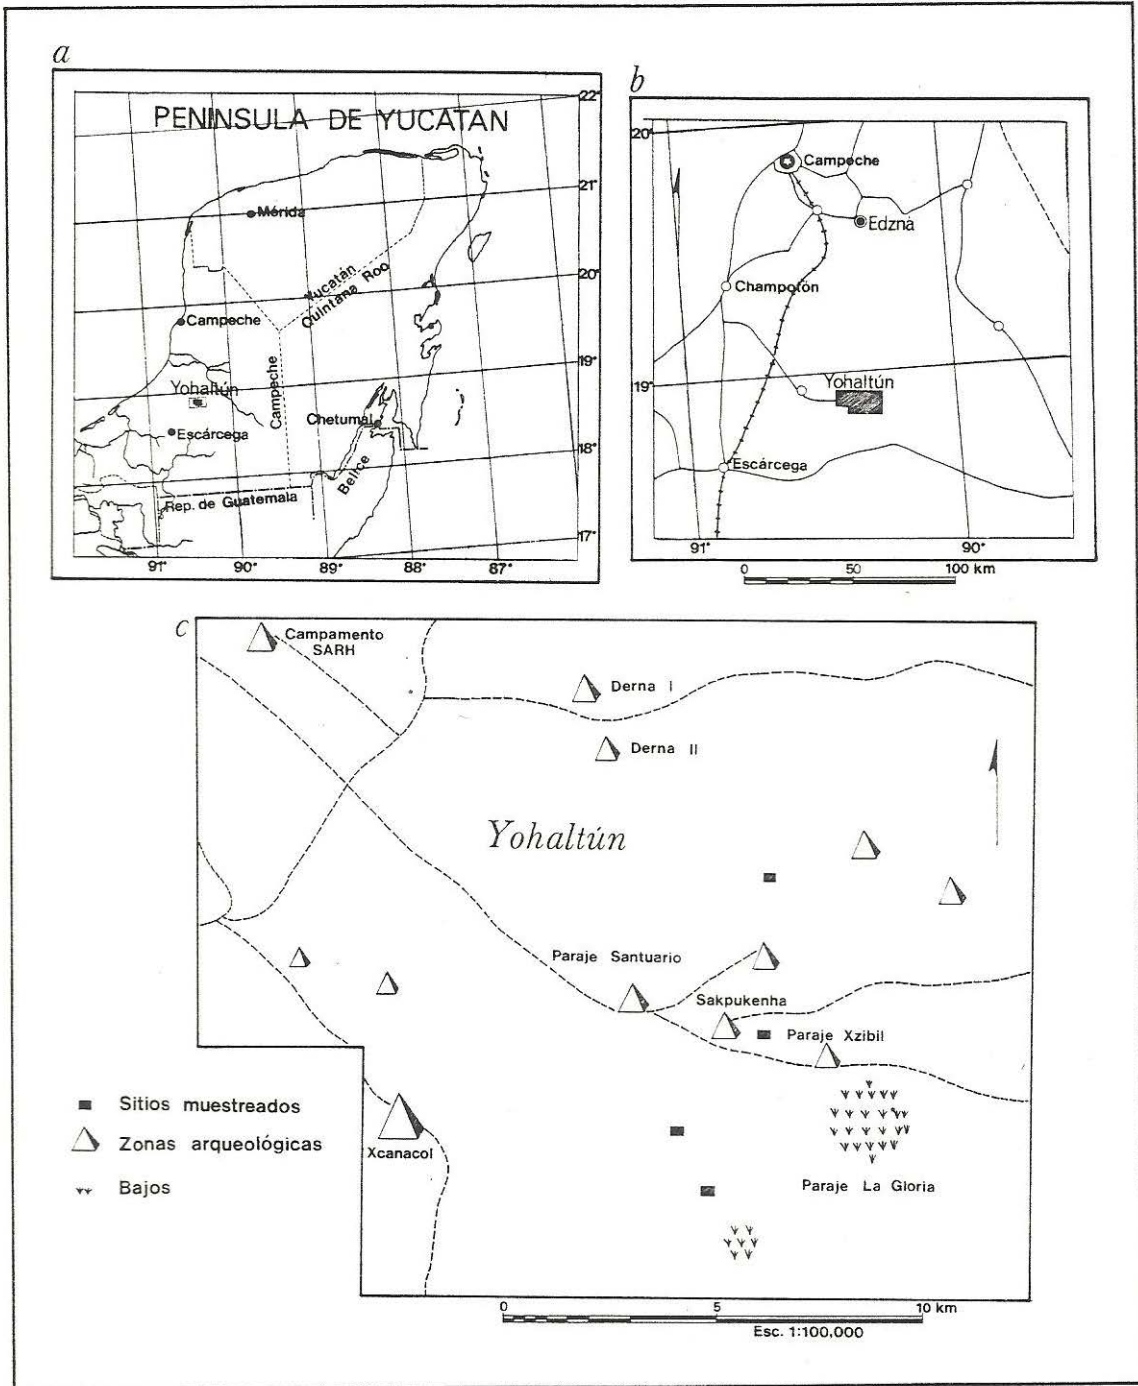 a
PENINSULA DE YUCATAN
22°
21°
20°
19°
18°
17°
Mérida
Yucatán
Quintana Roo
Campeche
Campeche
Yohaltún
Chetumal
Escárcega
Belice
Rep. de Guatemala
91°
90°
89°
88°
87°
b
20°
Campeche
Edzná
Champotón
19°
Yohaltún
Escárcega
91°
90°
0
50
100 km
c
Campamento
SARH
Derna I
Derna II
Yohaltún
Paraje Santuario
Sakpukenha
Paraje Xzibil
Xcanacol
Paraje La Gloria
Sitios muestreados
Zonas arqueológicas
Bajos
0
5
10 km
Esc. 1:100,000